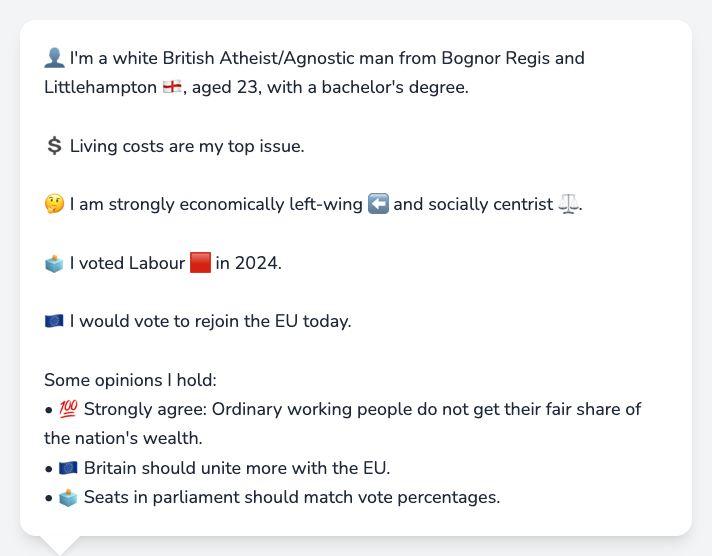 👤 I'm a white British Atheist/Agnostic man from Bognor Regis and
Littlehampton 🏴󠁧󠁢󠁥󠁮󠁧󠁿, aged 23, with a bachelor's degree.
💲 Living costs are my top issue.
🤔 I am strongly economically left-wing ⬅️ and socially centrist ⚖️.
🗳️ I voted Labour 🟥 in 2024.
🇪🇺 I would vote to rejoin the EU today.
Some opinions I hold:
• 💯 Strongly agree: Ordinary working people do not get their fair share of
the nation's wealth.
• 🇪🇺 Britain should unite more with the EU.
• 🗳️ Seats in parliament should match vote percentages.